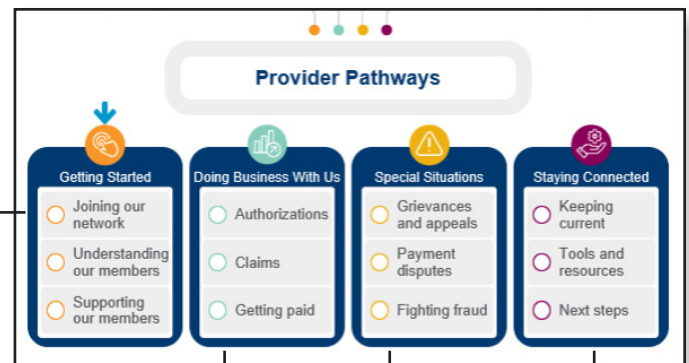 Provider Pathways
Getting Started
Joining our
network
Understanding
our members
Supporting
our members
Doing Business With Us
Authorizations
Claims
Getting paid
Special Situations
Grievances
and appeals
Payment
disputes
Fighting fraud
Staying Connected
Keeping
current
Tools and
resources
Next steps